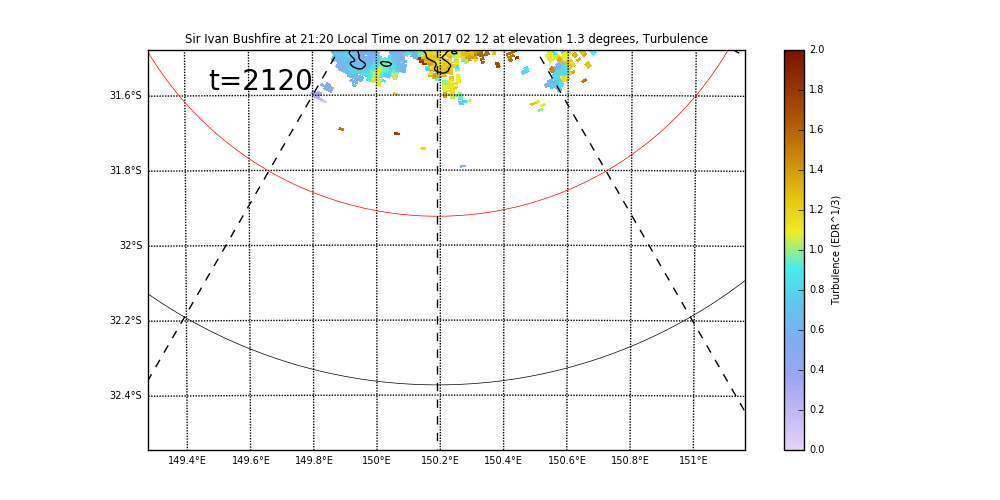 Sir Ivan Bushfire at 21:20 Local Time on 2017 02 12 at elevation 1.3 degrees, Turbulence
t=2120
31.6°S
31.8°S
32°S
32.2°S
32.4°S
149.4°E 149.6°E 149.8°E 150°E 150.2°E 150.4°E 150.6°E 150.8°E 151°E
2.0
1.8
1.6
1.4
1.2
1.0
0.8
0.6
0.4
0.2
0.0
Turbulence (EDR^1/3)